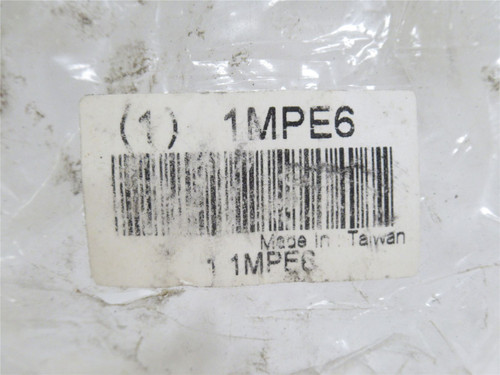 (1) 1MPE6
Made In : Taiwan
1 1MPE6